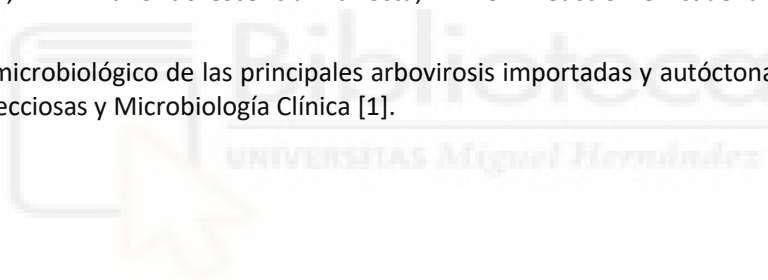 microbiológico de las principales arbovirosis importadas y autóctona
ecciosas y Microbiología Clínica [1].
Biblioteca
UNIVERSITAS Miguel Hernández